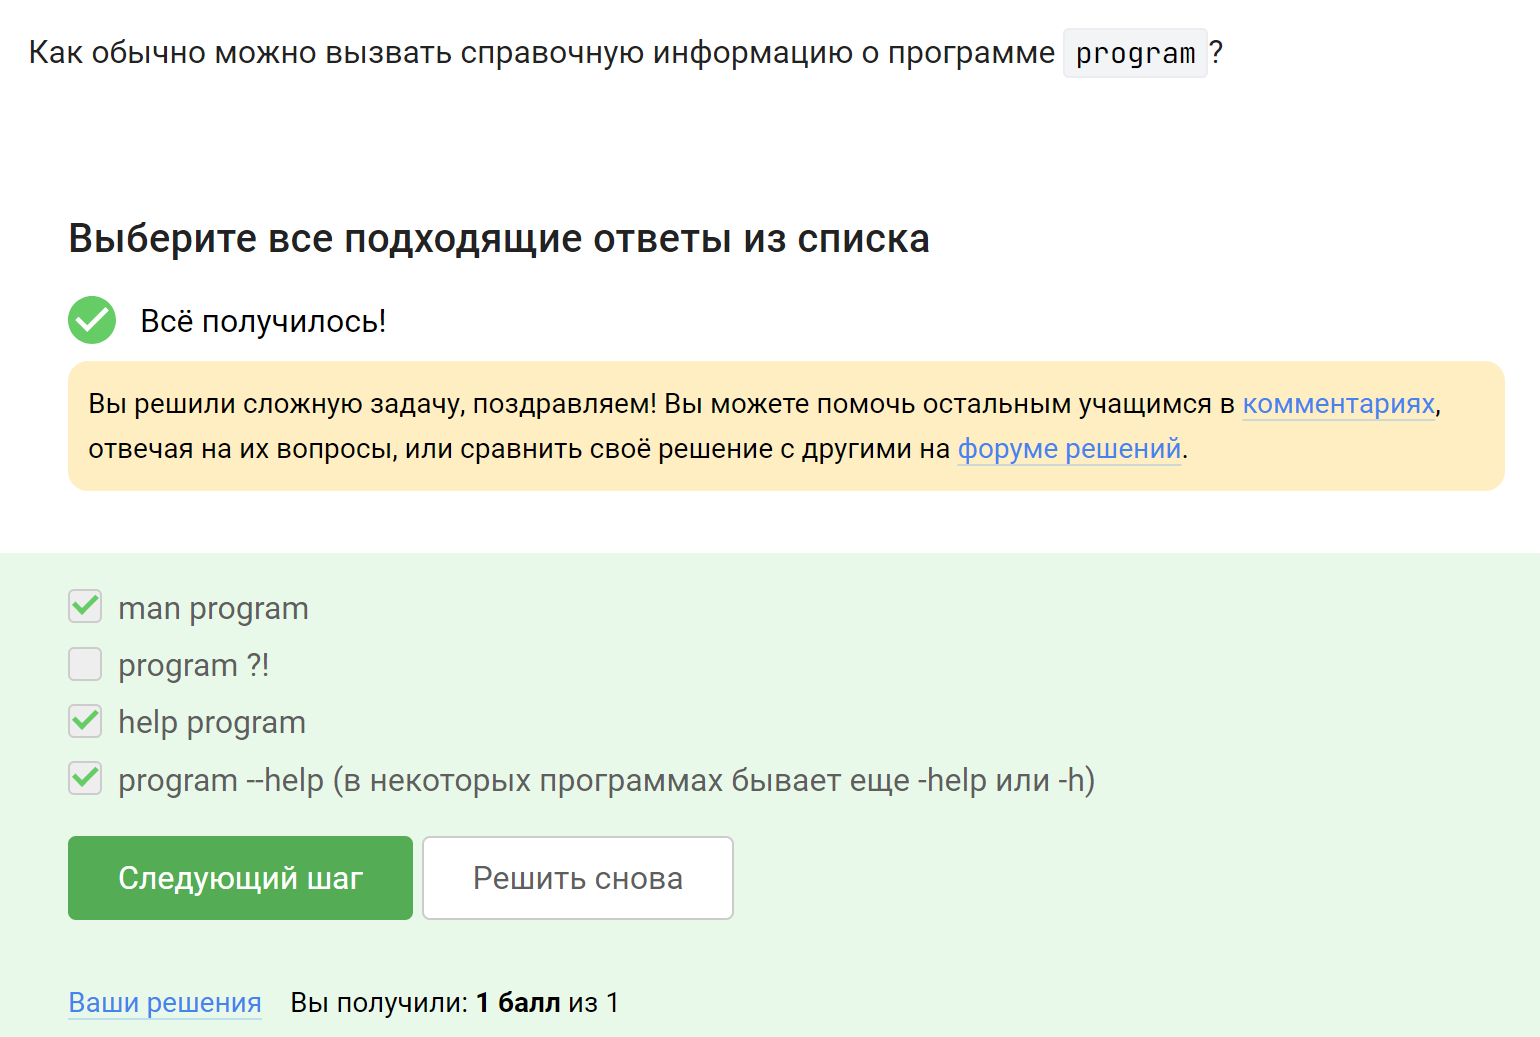 Как обычно можно вызвать справочную информацию о программе program?
Выберите все подходящие ответы из списка
Всё получилось!
Вы решили сложную задачу, поздравляем! Вы можете помочь остальным учащимся в комментариях,
отвечая на их вопросы, или сравнить своё решение с другими на форуме решений.
man program
program ?!
help program
program --help (в некоторых программах бывает еще -help или -h)
Следующий шаг
Решить снова
Ваши решения Вы получили: 1 балл из 1